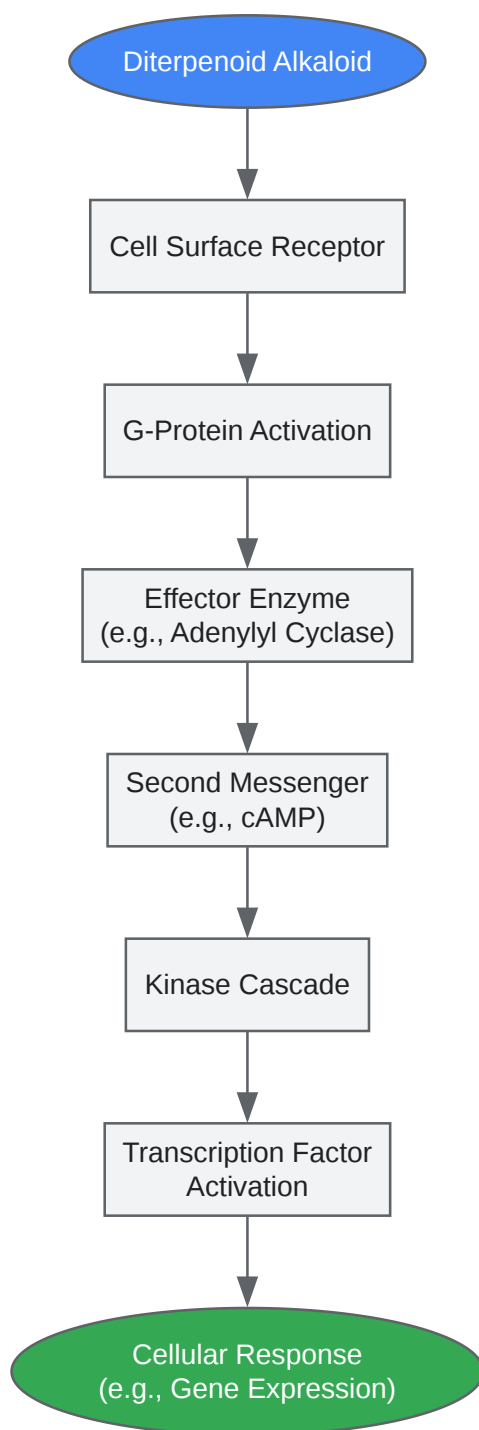 Diterpenoid Alkaloid
Cell Surface Receptor
G-Protein Activation
Effector Enzyme
(e.g., Adenylyl Cyclase)
Second Messenger
(e.g., cAMP)
Kinase Cascade
Transcription Factor
Activation
Cellular Response
(e.g., Gene Expression)